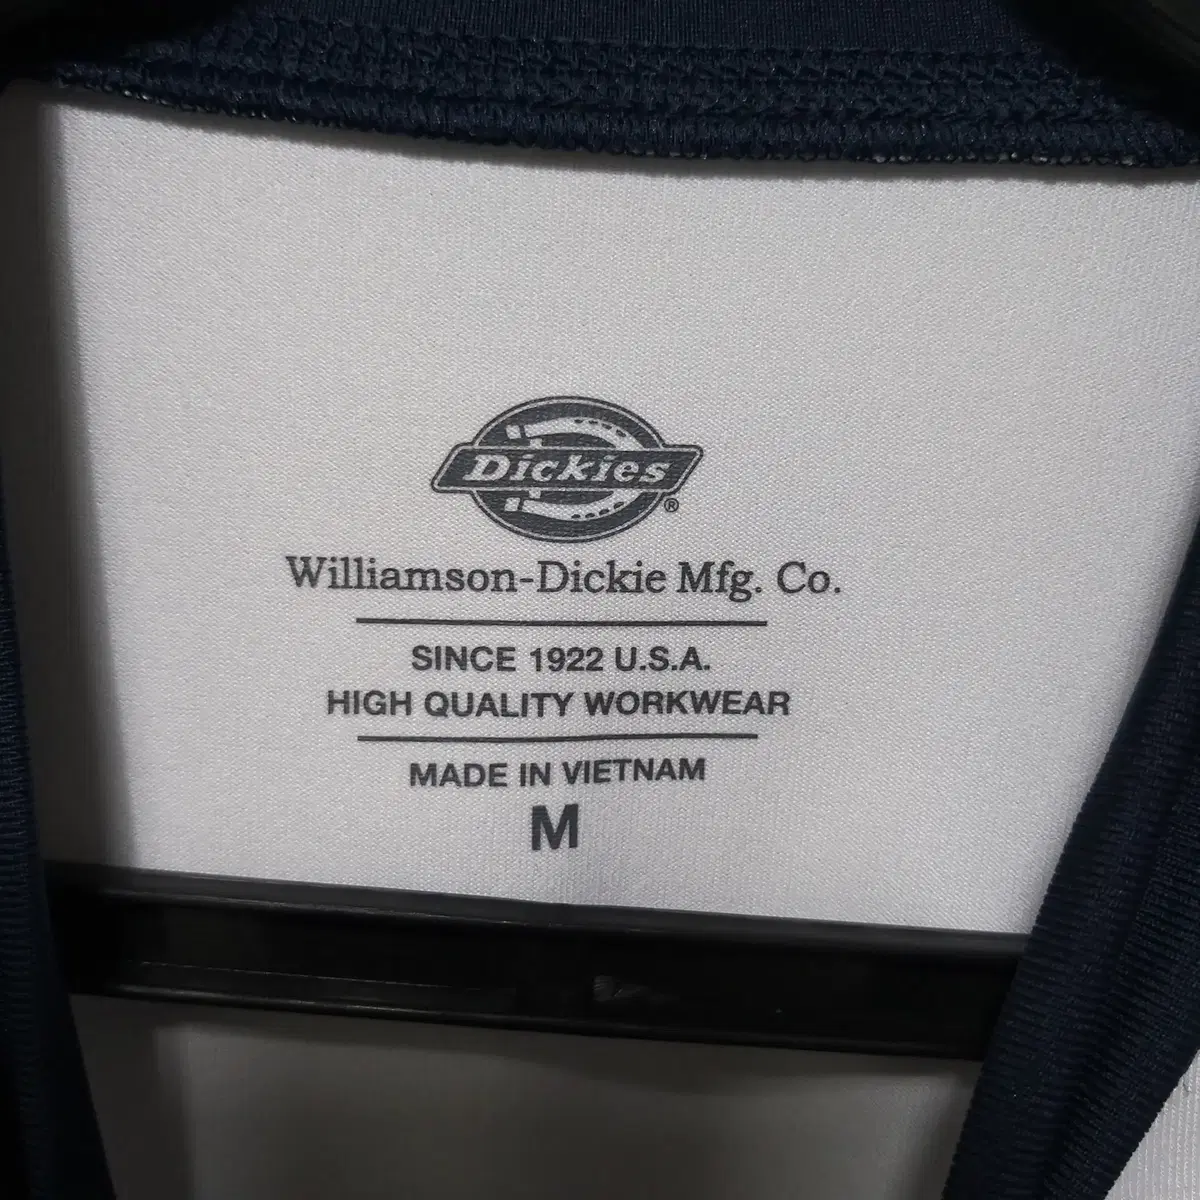 Dickies®
Williamson-Dickie Mfg. Co.
SINCE 1922 U.S.A.
HIGH QUALITY WORKWEAR
MADE IN VIETNAM
M